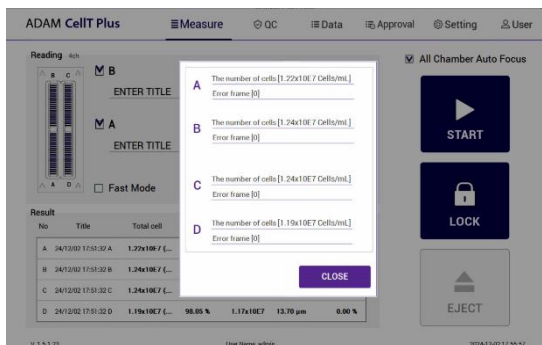 ADAM CellT Plus
Measure
QC
Data
Approval
Setting
User
Reading 4ch
B C
B
ENTER TITLE
A
ENTER TITLE
A D
Fast Mode
All Chamber Auto Focus
START
LOCK
EJECT
A
The number of cells [1.22x10E7 Cells/mL]
Error frame [0]
B
The number of cells [1.24x10E7 Cells/mL]
Error frame [0]
C
The number of cells [1.24x10E7 Cells/mL]
Error frame [0]
D
The number of cells [1.19x10E7 Cells/mL]
Error frame [0]
CLOSE
Result
No Title Total cell
A 24/12/02 17:51:32 A 1.22x10E7 (...
B 24/12/02 17:51:32 B 1.24x10E7 (...
C 24/12/02 17:51:32 C 1.24x10E7 (...
D 24/12/02 17:51:32 D 1.19x10E7 (... 98.05 % 1.17x10E7 13.70 μm 0.00 %